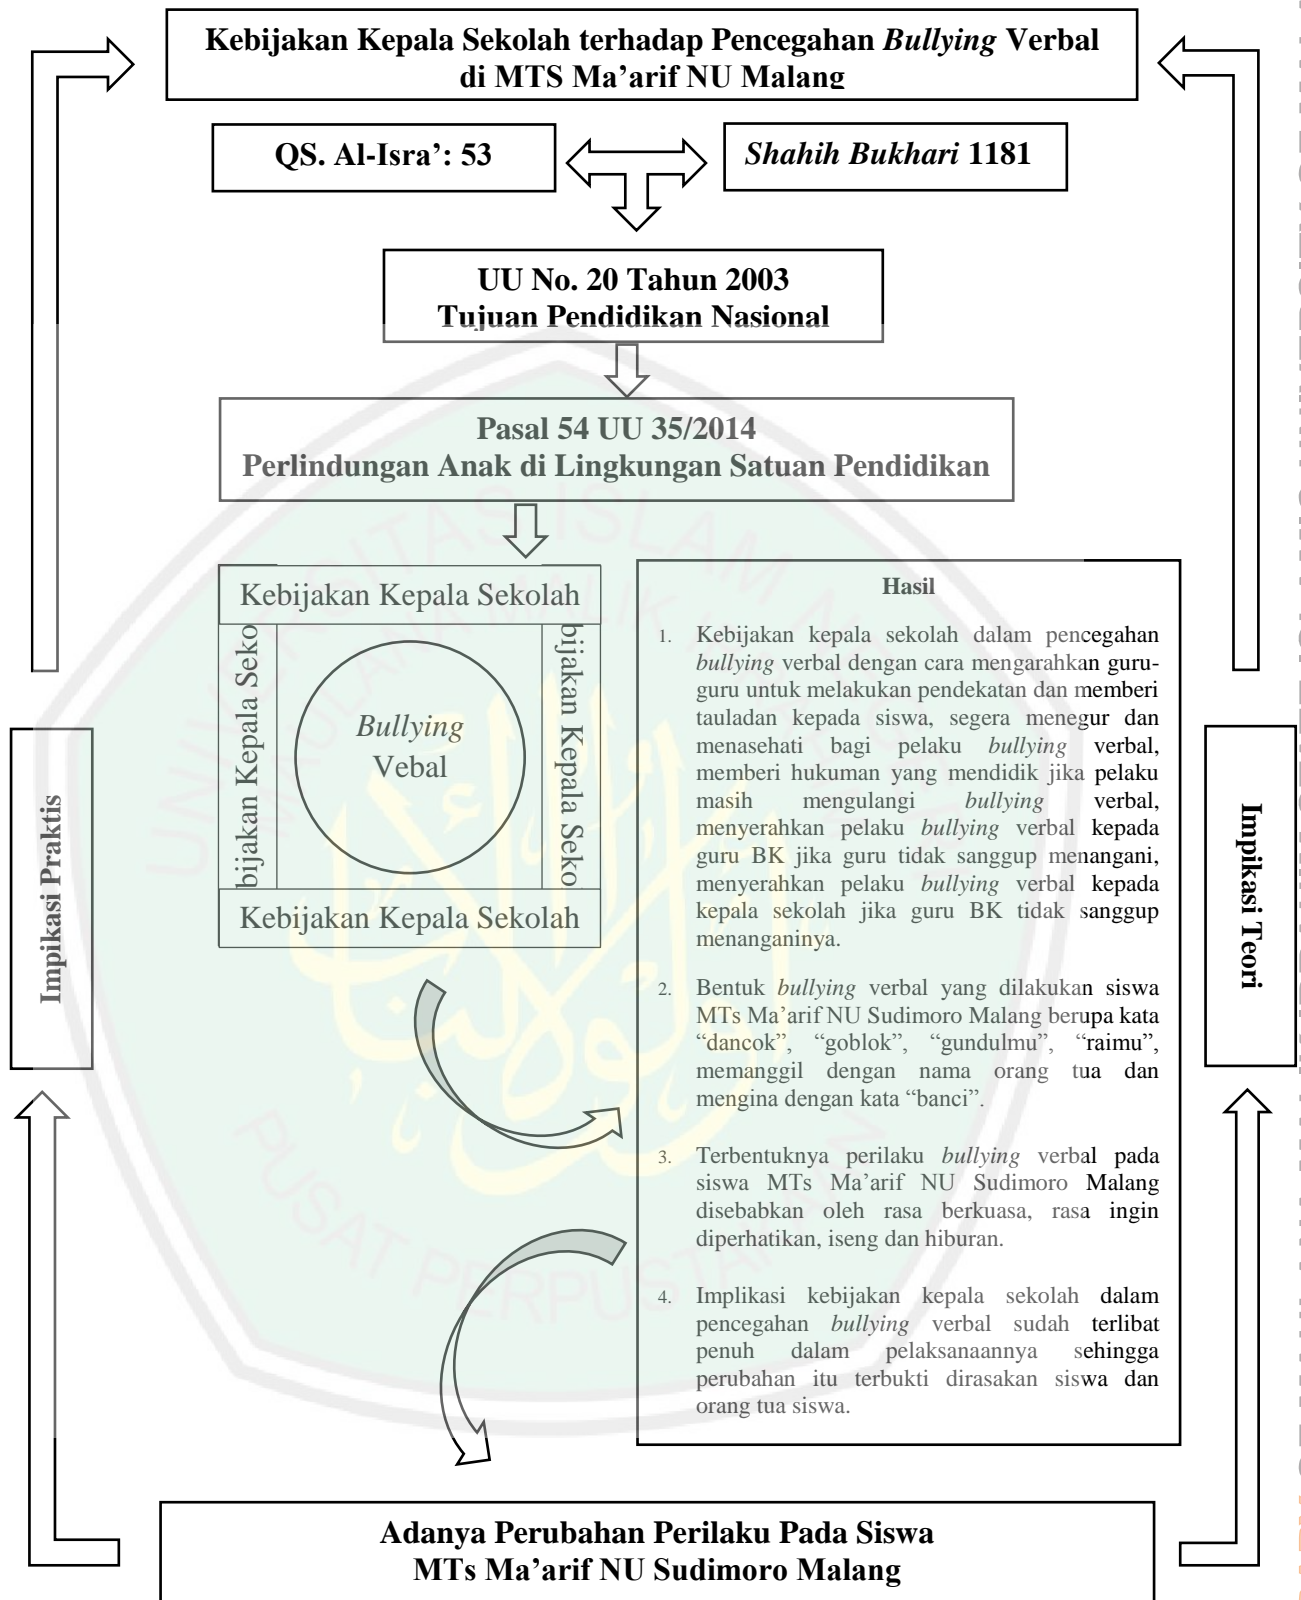 Kebijakan Kepala Sekolah terhadap Pencegahan Bullying Verbal
di MTS Ma’arif NU Malang
QS. Al-Isra’: 53
Shahih Bukhari 1181
UU No. 20 Tahun 2003
Tujuan Pendidikan Nasional
Pasal 54 UU 35/2014
Perlindungan Anak di Lingkungan Satuan Pendidikan
Kebijakan Kepala Sekolah
bijakan Kepala Seko
Bullying
Vebal
bijakan Kepala Seko
Kebijakan Kepala Sekolah
Hasil
1. Kebijakan kepala sekolah dalam pencegahan
bullying verbal dengan cara mengarahkan guru-
guru untuk melakukan pendekatan dan memberi
tauladan kepada siswa, segera menegur dan
menasehati bagi pelaku bullying verbal,
memberi hukuman yang mendidik jika pelaku
masih mengulangi bullying verbal,
menyerahkan pelaku bullying verbal kepada
guru BK jika guru tidak sanggup menangani,
menyerahkan pelaku bullying verbal kepada
kepala sekolah jika guru BK tidak sanggup
menanganinya.
2. Bentuk bullying verbal yang dilakukan siswa
MTs Ma’arif NU Sudimoro Malang berupa kata
“dancok”, “goblok”, “gundulmu”, “raimu”,
memanggil dengan nama orang tua dan
mengina dengan kata “banci”.
3. Terbentuknya perilaku bullying verbal pada
siswa MTs Ma’arif NU Sudimoro Malang
disebabkan oleh rasa berkuasa, rasa ingin
diperhatikan, iseng dan hiburan.
4. Implikasi kebijakan kepala sekolah dalam
pencegahan bullying verbal sudah terlibat
penuh dalam pelaksanaannya sehingga
perubahan itu terbukti dirasakan siswa dan
orang tua siswa.
Impikasi Praktis
Impikasi Teori
Adanya Perubahan Perilaku Pada Siswa
MTs Ma’arif NU Sudimoro Malang
UNIVERSITAS ISLAM NEGERI
MAULANA MALIK IBRAHIM
PUSAT PERPUSTAKAAN